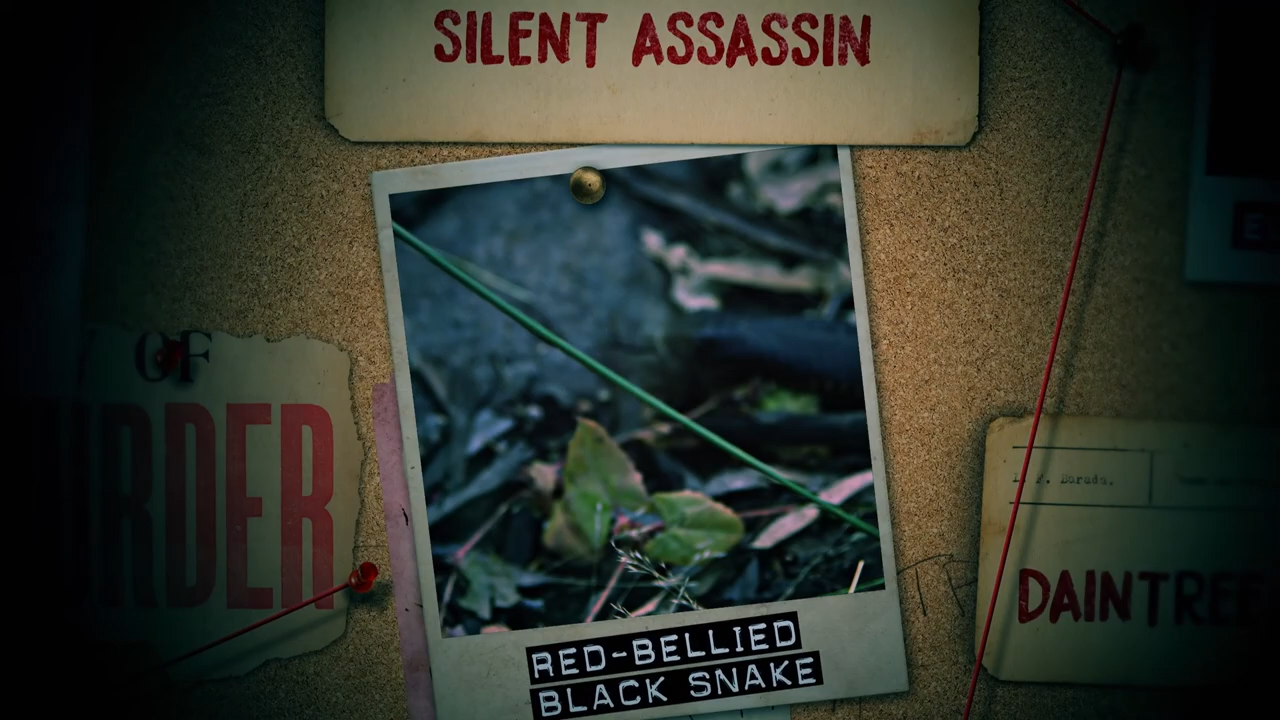 SILENT ASSASSIN
OF
RDER
RED-BELLIED
BLACK SNAKE
DAINTREE